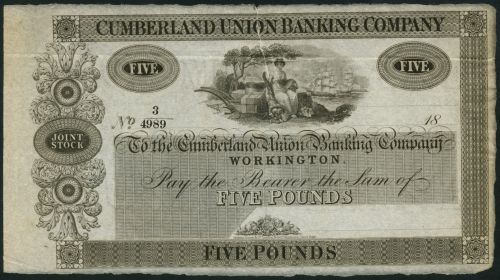 CUMBERLAND UNION BANKING COMPANY
FIVE
FIVE
No 3/4989
18
JOINT STOCK
To the Cumberland Union Banking Company
WORKINGTON.
Pay the Bearer the Sum of
FIVE POUNDS
FIVE POUNDS